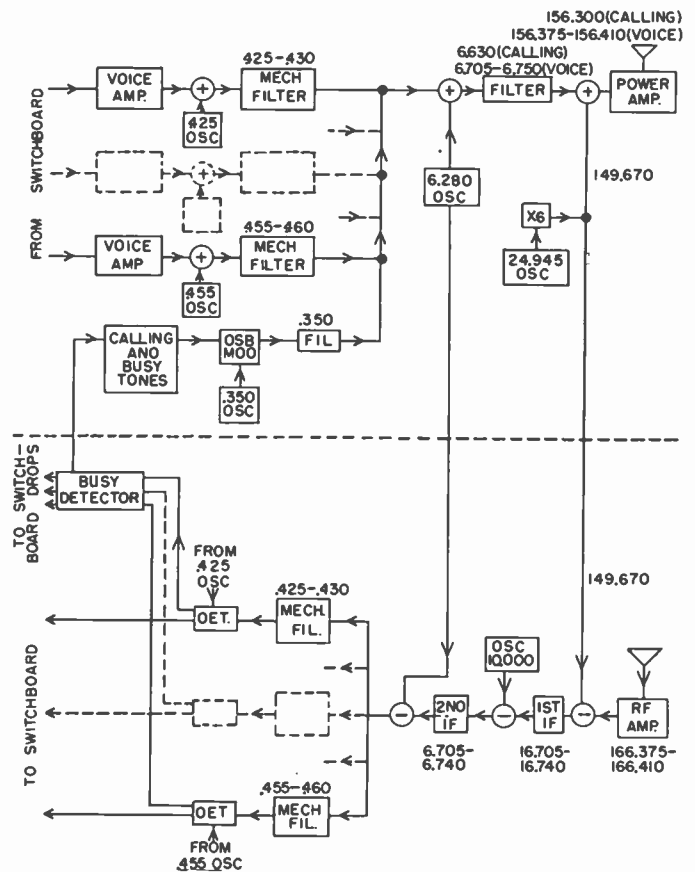 156.300(CALLING)
156.375-156.410(VOICE)
6.630(CALLING)
6.705-6.750(VOICE)
.425-.430
VOICE
AMP.
+
MECH
FILTER
+
FILTER
+
POWER
AMP.
.425
OSC
SWITCHBOARD
FROM
+
6.280
OSC
149.670
X6
24.945
OSC
.455-.460
VOICE
AMP
+
MECH
FILTER
.455
OSC
.350
CALLING
AND
BUSY
TONES
OSB
MOO
FIL
.350
OSC
TO SWITCH-
BOARD DROPS
BUSY
DETECTOR
FROM
.425
OSC
.425-.430
149.670
OET.
MECH.
FIL.
TO SWITCHBOARD
OSC
10.000
−
2NO
IF
−
1ST
IF
−
RF
AMP.
6.705-
6.740
16.705-
16.740
166.375-
166.410
.455-.460
OET
MECH
FIL.
FROM
.455 OSC